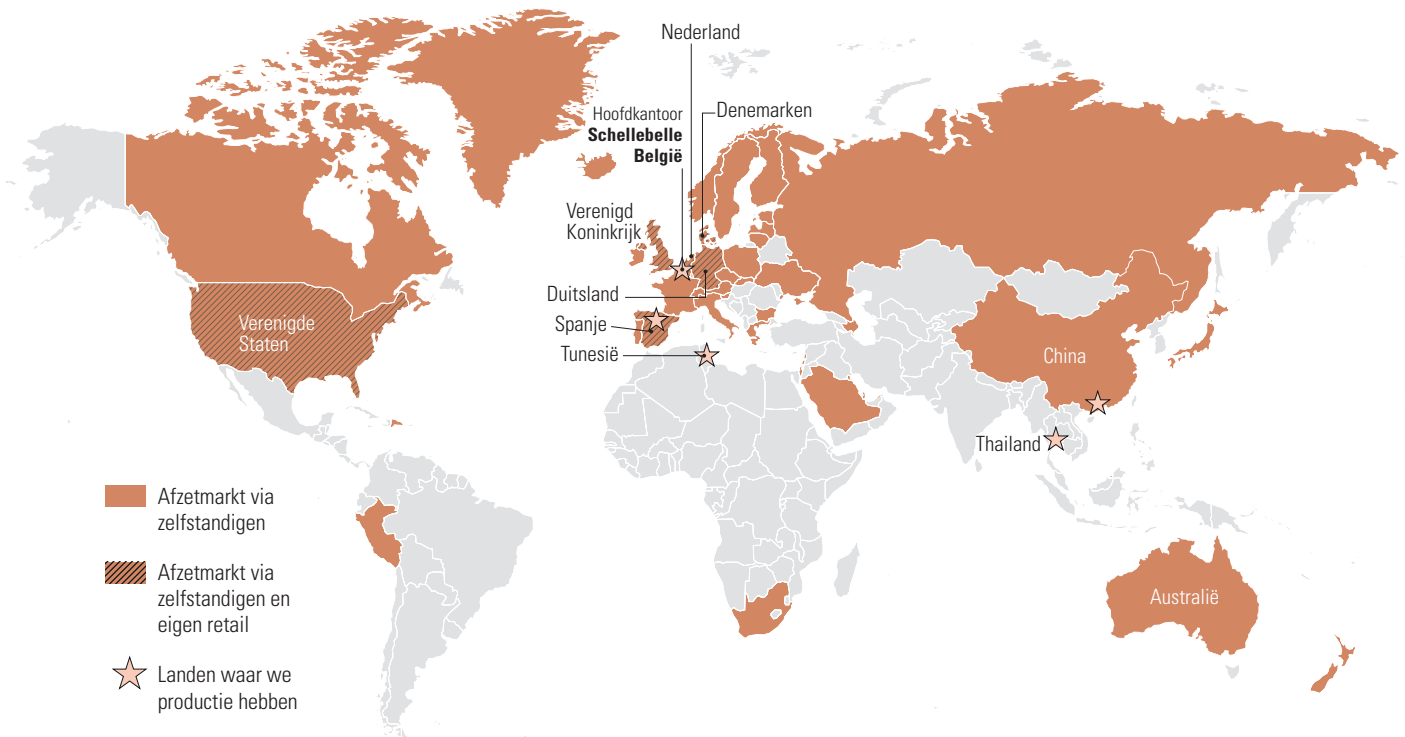 Nederland
Denemarken
Hoofdkantoor
Schellebelle
België
Verenigd
Koninkrijk
Duitsland
Spanje
Tunesië
Verenigde
Staten
China
Thailand
Australië
Afzetmarkt via
zelfstandigen
Afzetmarkt via
zelfstandigen en
eigen retail
Landen waar we
productie hebben